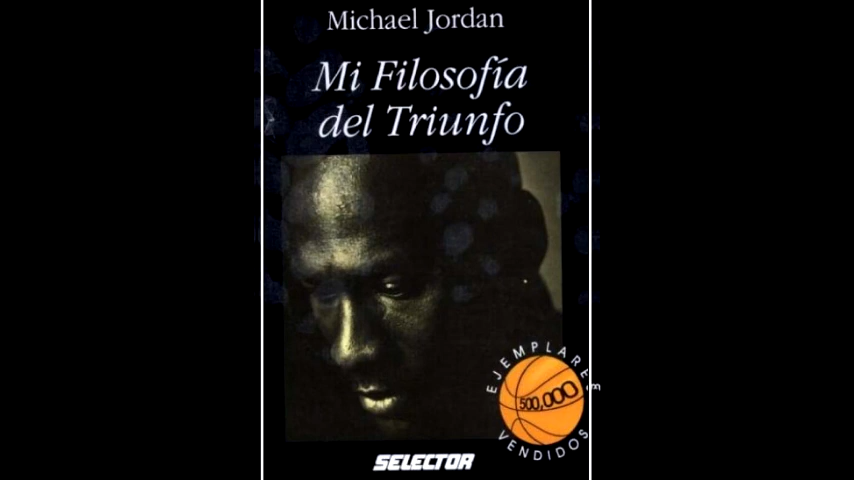 Michael Jordan
Mi Filosofía
del Triunfo
EJEMPLARES
500,000
VENDIDOS
SELECTOR